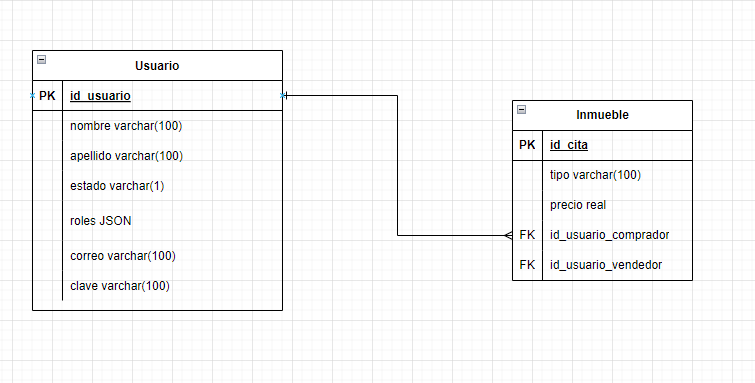 Usuario
PK id_usuario
nombre varchar(100)
apellido varchar(100)
estado varchar(1)
roles JSON
correo varchar(100)
clave varchar(100)
Inmueble
PK id_cita
tipo varchar(100)
precio real
FK id_usuario_comprador
FK id_usuario_vendedor